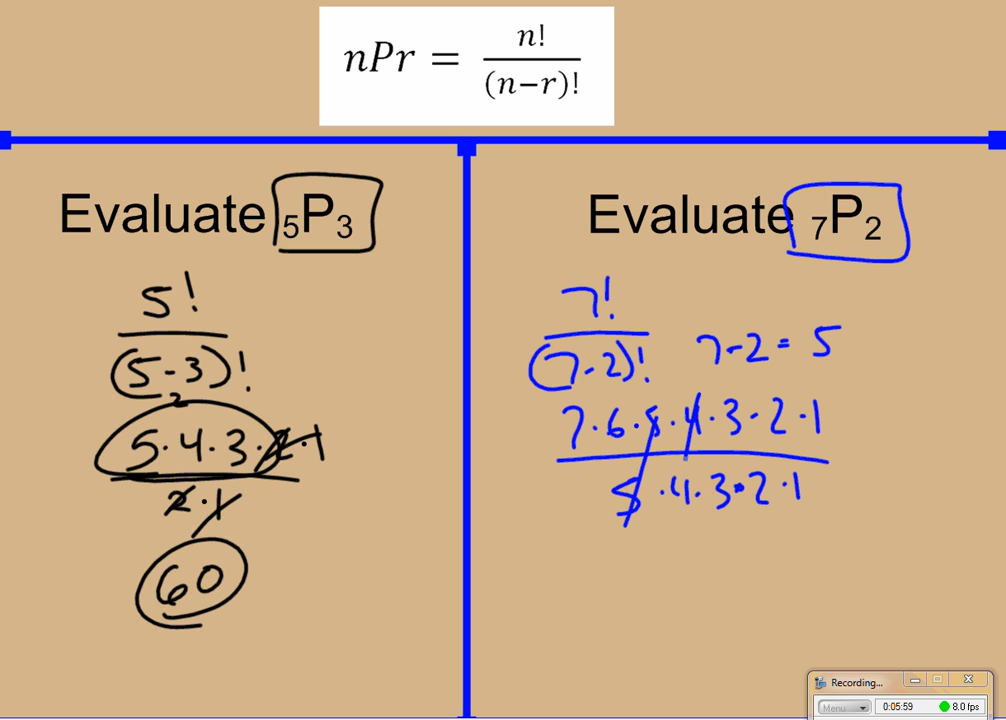 nPr = n!/(n−r)!
Evaluate ₅P₃
5!
(5-3)!
2
5·4·3·2·1
2·1
60
Evaluate ₇P₂
7!
(7-2)!
7-2=5
7·6·5·4·3·2·1
5·4·3·2·1
Recording...
Menu 0:05:59 8.0 fps